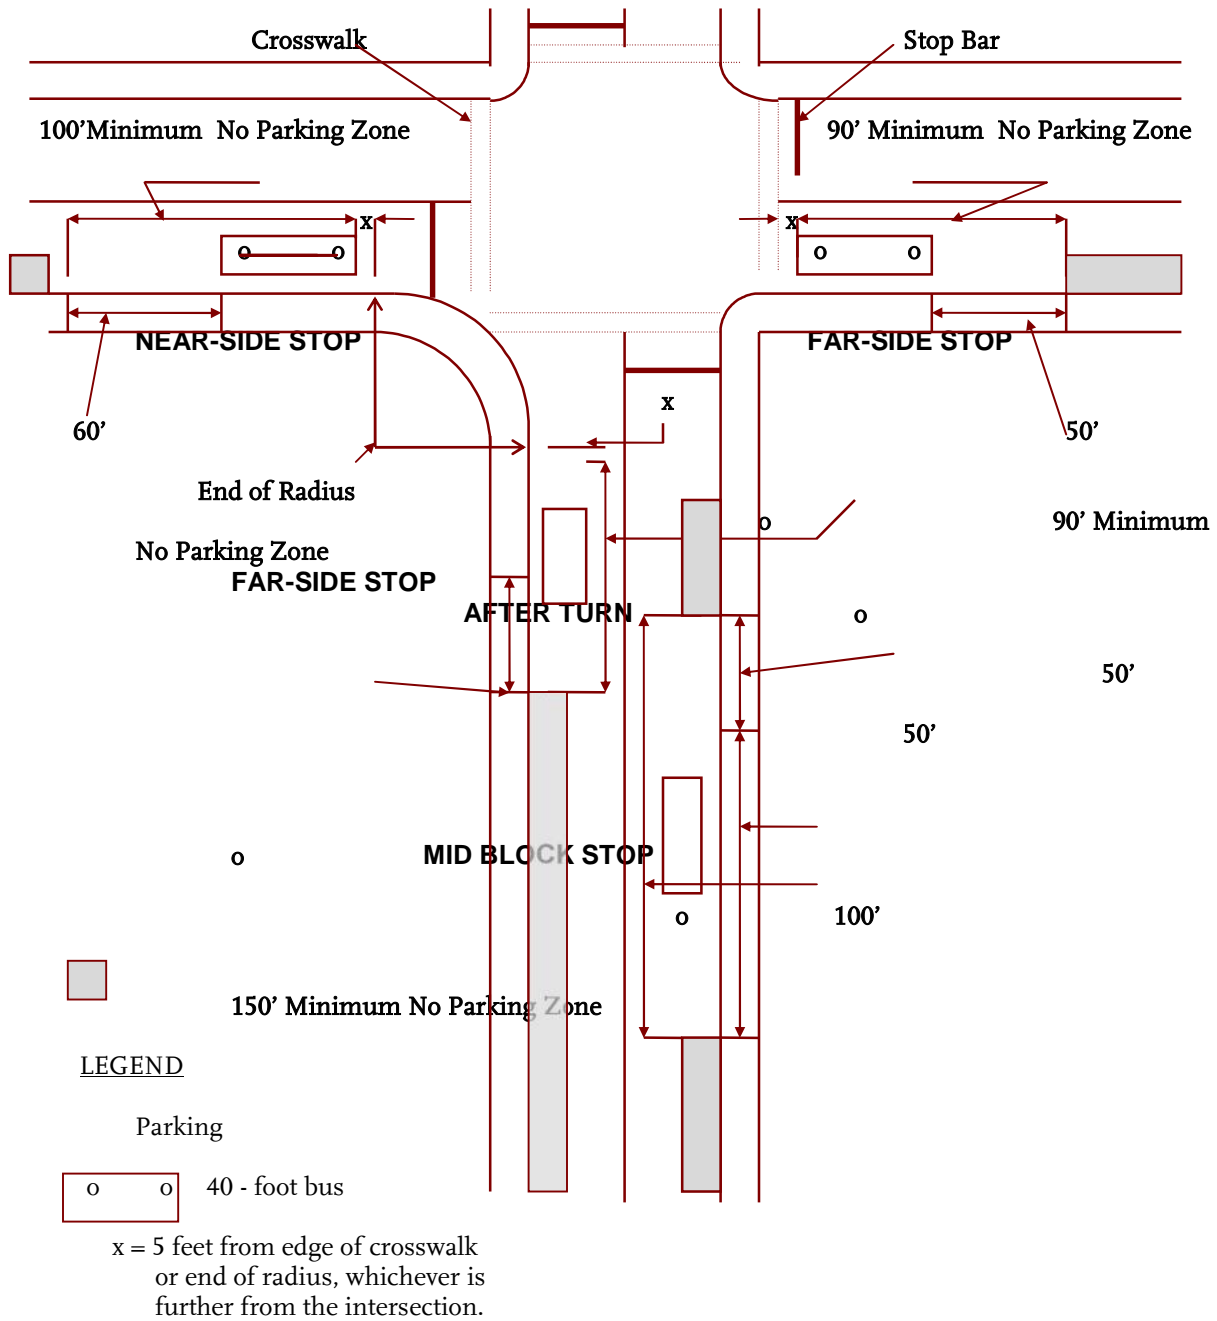 Crosswalk
Stop Bar
100’Minimum  No Parking Zone
90’ Minimum  No Parking Zone
x
x
o o
o o
NEAR-SIDE STOP
FAR-SIDE STOP
x
60’
50’
End of Radius
o
90’ Minimum
No Parking Zone
FAR-SIDE STOP
AFTER TURN
o
50’
50’
o
MID BLOCK STOP
o
100’
150’ Minimum No Parking Zone
LEGEND
Parking
o o 40 - foot bus
x = 5 feet from edge of crosswalk
or end of radius, whichever is
further from the intersection.